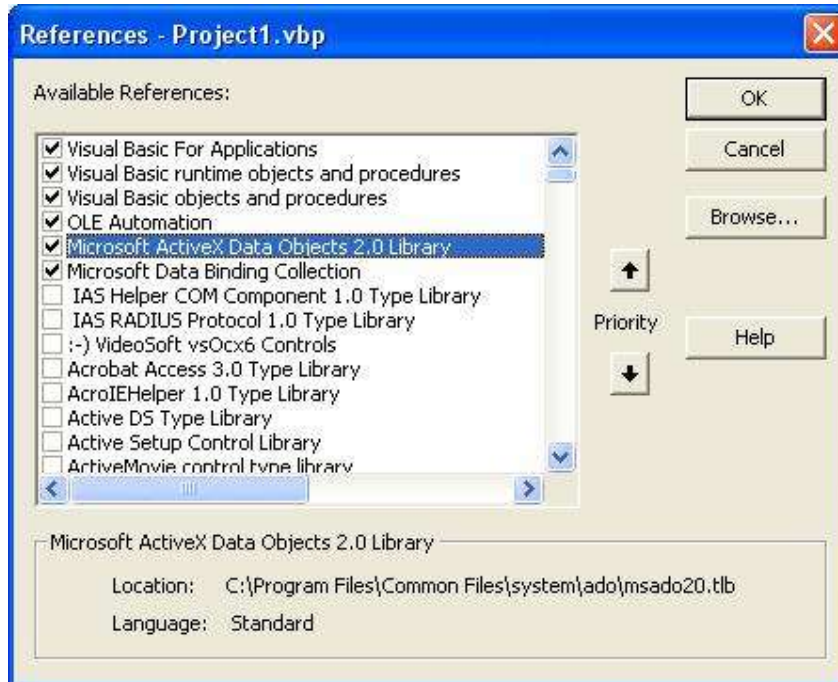 References - Project1.vbp
Available References:
Visual Basic For Applications
Visual Basic runtime objects and procedures
Visual Basic objects and procedures
OLE Automation
Microsoft ActiveX Data Objects 2.0 Library
Microsoft Data Binding Collection
IAS Helper COM Component 1.0 Type Library
IAS RADIUS Protocol 1.0 Type Library
:-) VideoSoft vsOcx6 Controls
Acrobat Access 3.0 Type Library
AcroIEHelper 1.0 Type Library
Active DS Type Library
Active Setup Control Library
ActiveMovie control type library
OK
Cancel
Browse...
Priority
Help
Microsoft ActiveX Data Objects 2.0 Library
Location: C:\Program Files\Common Files\system\ado\msado20.tlb
Language: Standard